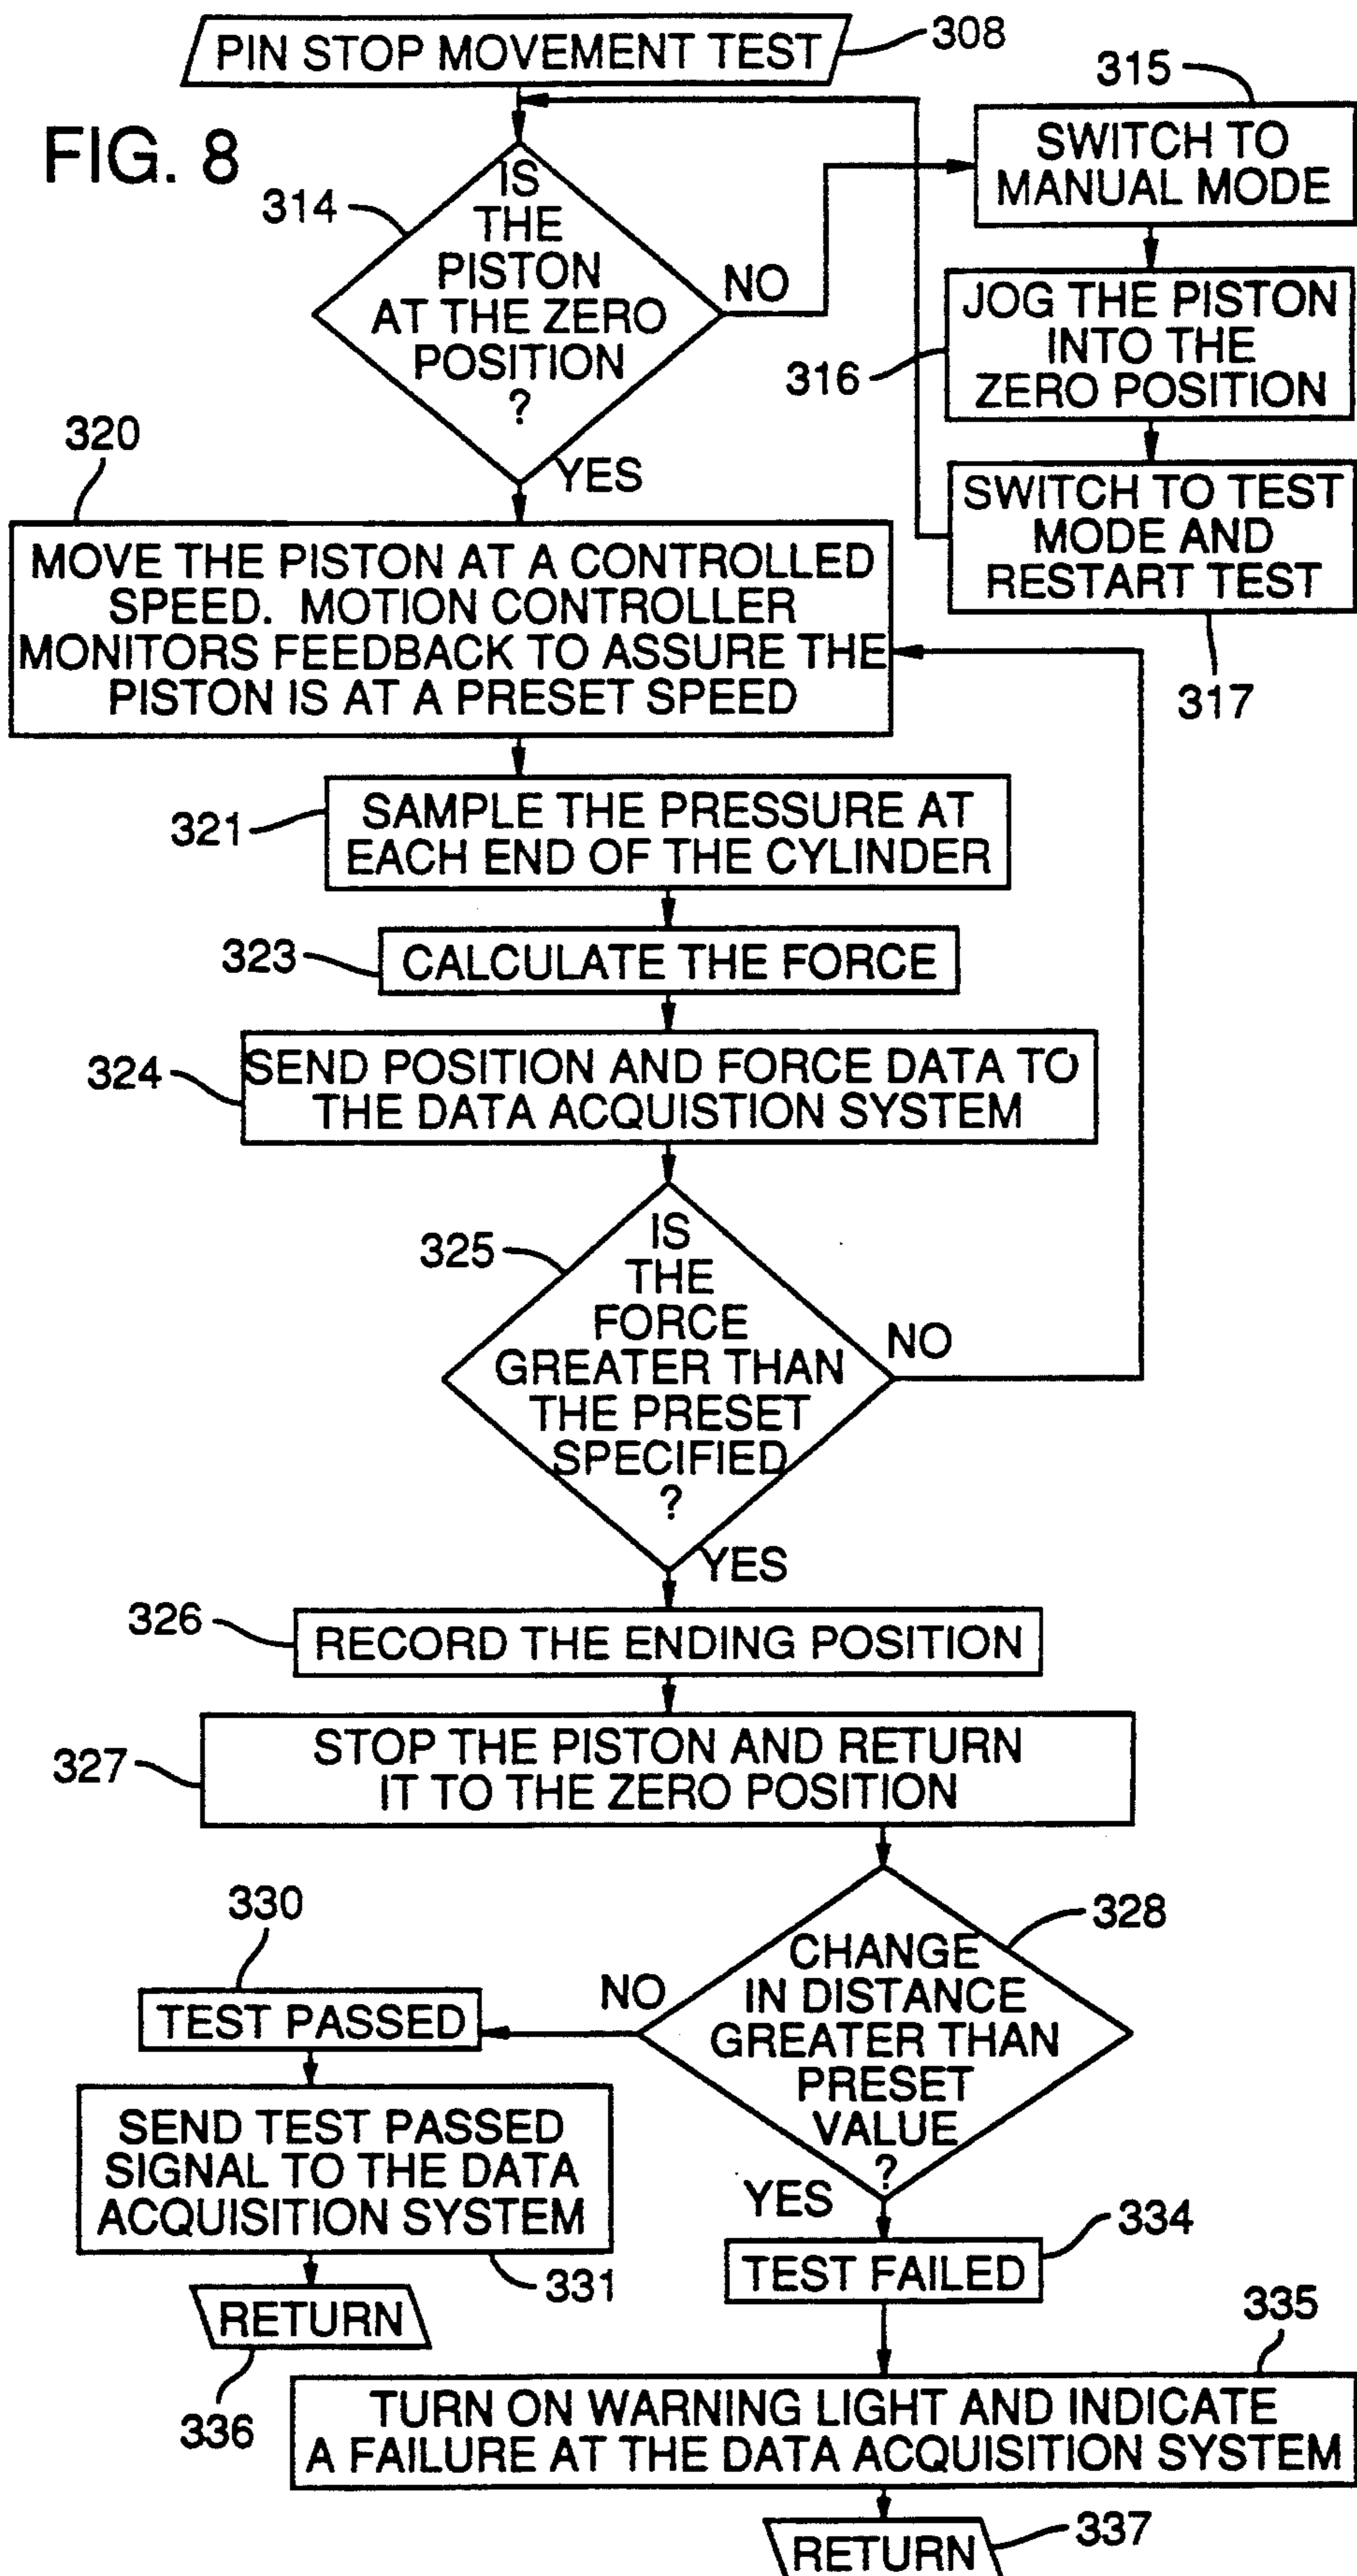 PIN STOP MOVEMENT TEST
308
FIG. 8
314
IS
THE
PISTON
AT THE ZERO
POSITION
?
NO
YES
315
SWITCH TO
MANUAL MODE
316
JOG THE PISTON
INTO THE
ZERO POSITION
SWITCH TO TEST
MODE AND
RESTART TEST
317
320
MOVE THE PISTON AT A CONTROLLED
SPEED. MOTION CONTROLLER
MONITORS FEEDBACK TO ASSURE THE
PISTON IS AT A PRESET SPEED
321
SAMPLE THE PRESSURE AT
EACH END OF THE CYLINDER
323
CALCULATE THE FORCE
324
SEND POSITION AND FORCE DATA TO
THE DATA ACQUISTION SYSTEM
325
IS
THE
FORCE
GREATER THAN
THE PRESET
SPECIFIED
?
NO
YES
326
RECORD THE ENDING POSITION
327
STOP THE PISTON AND RETURN
IT TO THE ZERO POSITION
328
CHANGE
IN DISTANCE
GREATER THAN
PRESET
VALUE
?
NO
YES
330
TEST PASSED
SEND TEST PASSED
SIGNAL TO THE DATA
ACQUISITION SYSTEM
331
RETURN
336
334
TEST FAILED
335
TURN ON WARNING LIGHT AND INDICATE
A FAILURE AT THE DATA ACQUISITION SYSTEM
RETURN
337